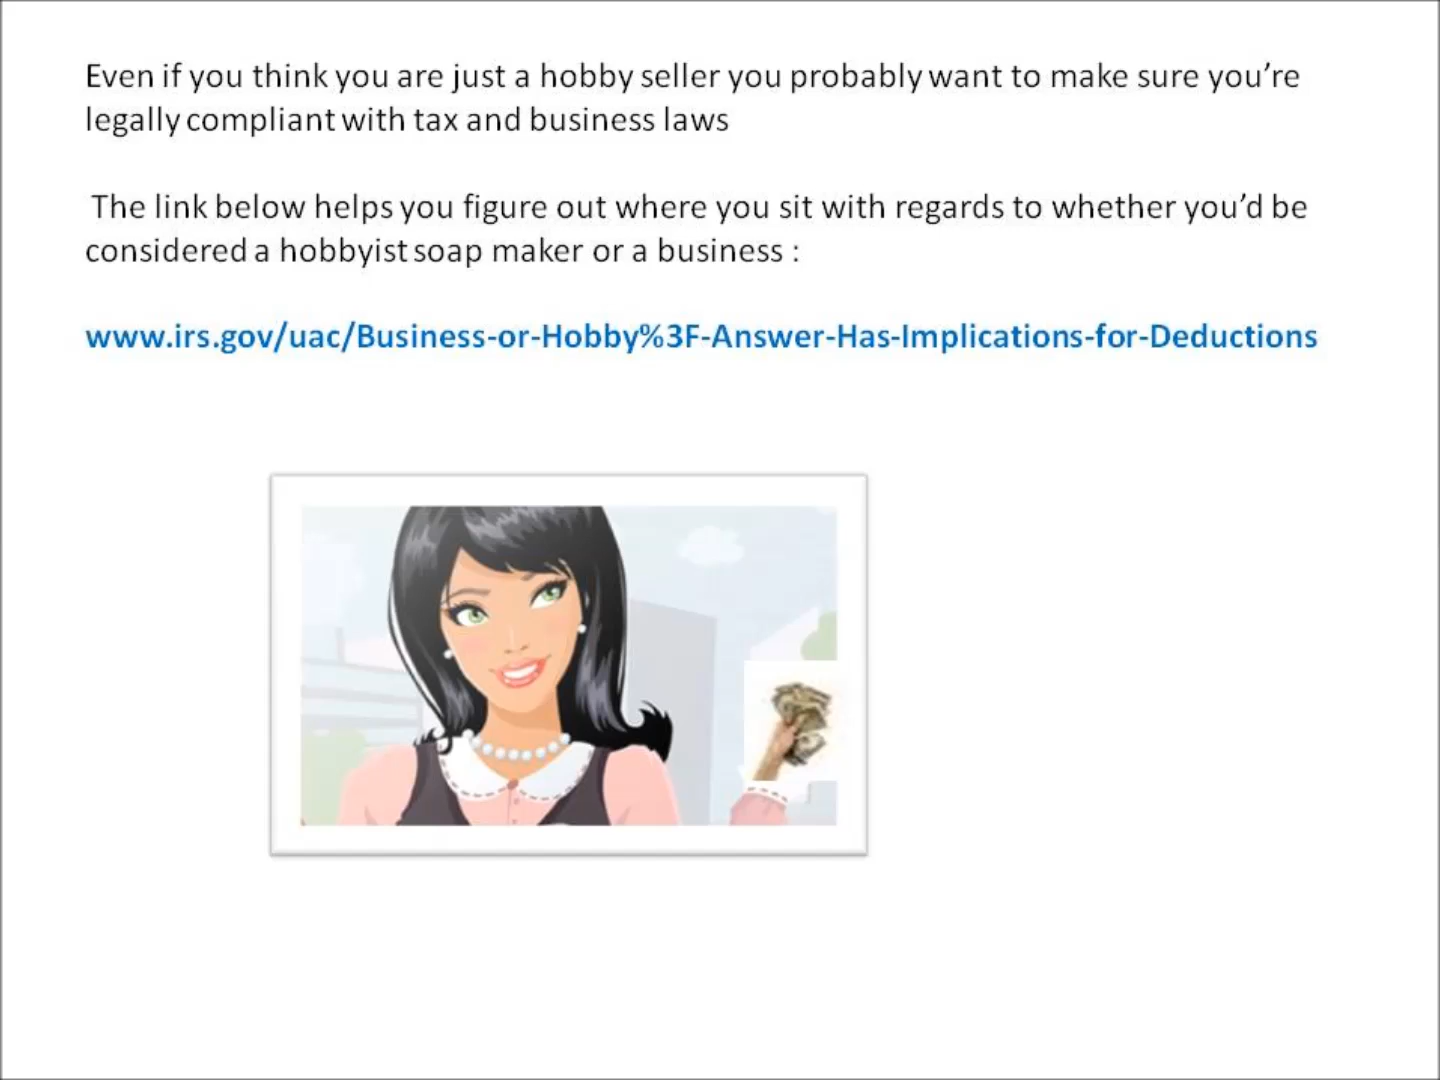 Even if you think you are just a hobby seller you probably want to make sure you’re
legally compliant with tax and business laws
The link below helps you figure out where you sit with regards to whether you’d be
considered a hobbyist soap maker or a business :
www.irs.gov/uac/Business-or-Hobby%3F-Answer-Has-Implications-for-Deductions